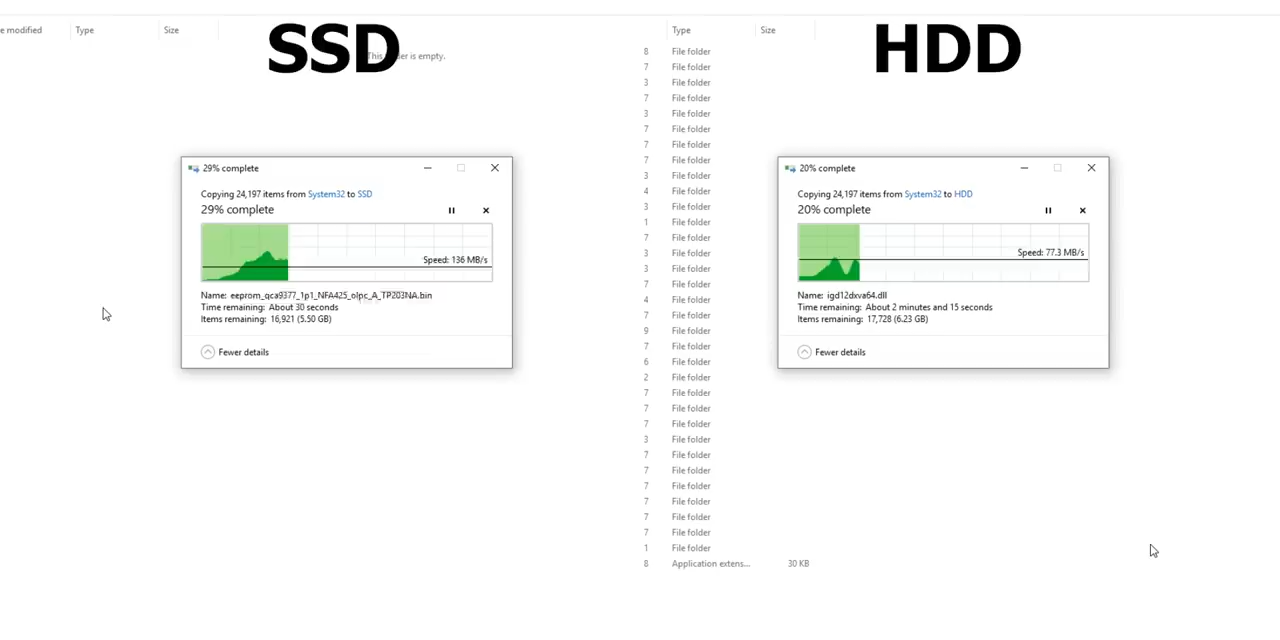 e modified Type Size
SSD
This er is empty.
29% complete
Copying 24,197 items from System32 to SSD
29% complete
Speed: 136 MB/s
Name: eeprom_qca9377_1p1_NFA425_olpc_A_TP203NA.bin
Time remaining: About 30 seconds
Items remaining: 16,921 (5.50 GB)
Fewer details
Type Size
HDD
8 File folder
7 File folder
3 File folder
7 File folder
3 File folder
7 File folder
7 File folder
7 File folder
3 File folder
4 File folder
3 File folder
1 File folder
7 File folder
3 File folder
3 File folder
7 File folder
4 File folder
7 File folder
9 File folder
7 File folder
6 File folder
2 File folder
7 File folder
7 File folder
7 File folder
3 File folder
7 File folder
7 File folder
7 File folder
7 File folder
7 File folder
7 File folder
1 File folder
8 Application extens... 30 KB
20% complete
Copying 24,197 items from System32 to HDD
20% complete
Speed: 77.3 MB/s
Name: igd12dxva64.dll
Time remaining: About 2 minutes and 15 seconds
Items remaining: 17,728 (6.23 GB)
Fewer details